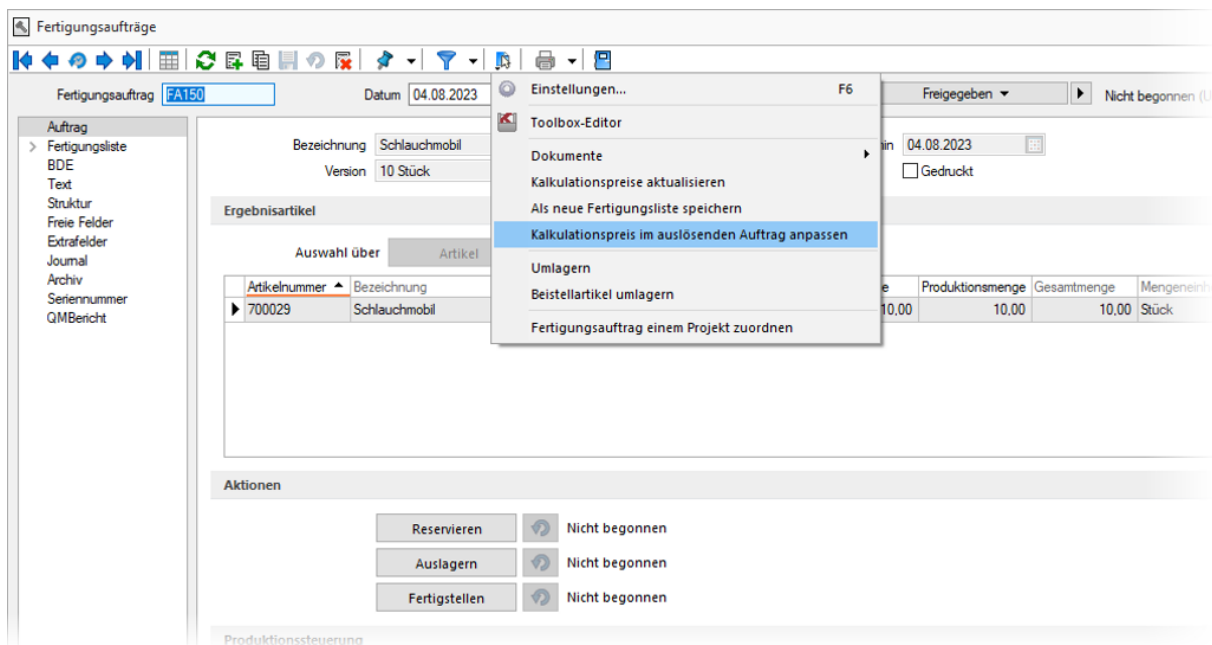 Fertigungsaufträge
Fertigungsauftrag FA150 Datum 04.08.2023 Freigegeben Nicht begonnen
Auftrag
Fertigungsliste
BDE
Text
Struktur
Freie Felder
Extrafelder
Journal
Archiv
Seriennummer
QMBericht
Einstellungen... F6
Toolbox-Editor
Dokumente
Kalkulationspreise aktualisieren
Als neue Fertigungsliste speichern
Kalkulationspreis im auslösenden Auftrag anpassen
Umlagern
Beistellartikel umlagern
Fertigungsauftrag einem Projekt zuordnen
Bezeichnung Schlauchmobil 04.08.2023
Version 10 Stück Gedruckt
Ergebnisartikel
Auswahl über Artikel
Artikelnummer Bezeichnung Produktionsmenge Gesamtmenge
700029 Schlauchmobil 10,00 10,00 10,00 Stück
Aktionen
Reservieren Nicht begonnen
Auslagern Nicht begonnen
Fertigstellen Nicht begonnen
Produktionssteuerung